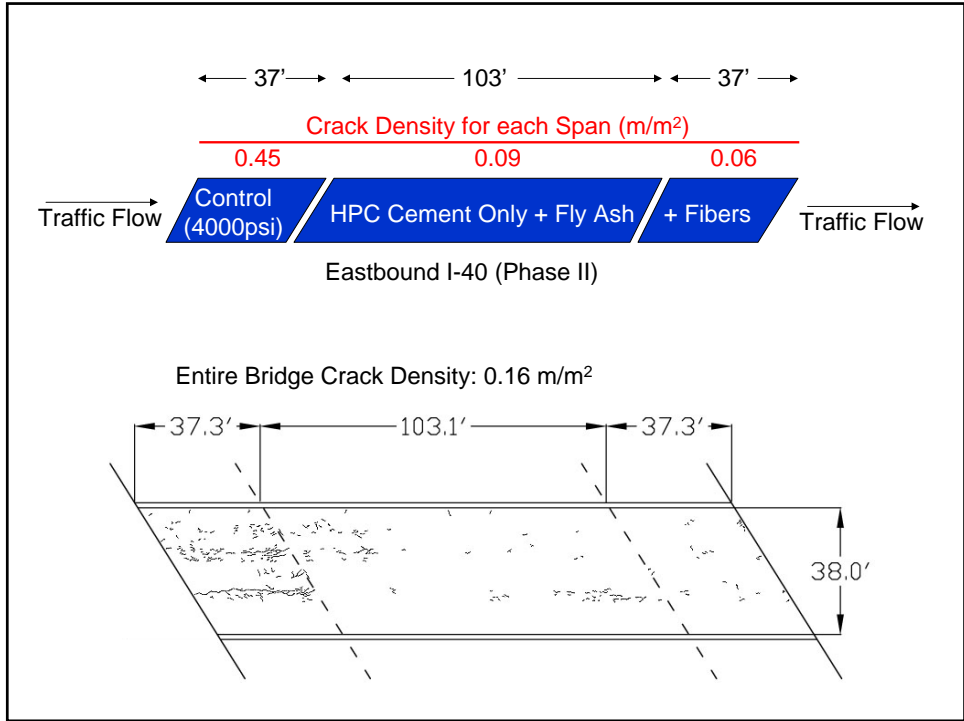 37’ 103’ 37’
Crack Density for each Span (m/m²)
0.45 0.09 0.06
Traffic Flow
Control
(4000psi)
HPC Cement Only + Fly Ash
+ Fibers
Traffic Flow
Eastbound I-40 (Phase II)
Entire Bridge Crack Density: 0.16 m/m²
37.3' 103.1' 37.3'
38.0'